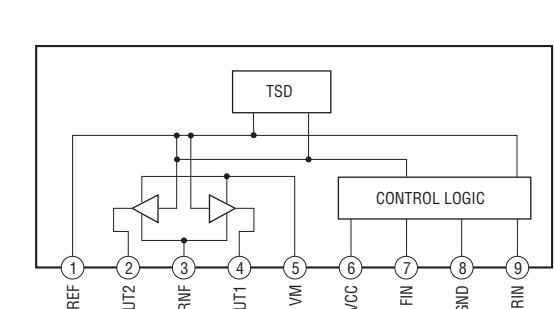 TSD
CONTROL LOGIC
1
2
3
4
5
6
7
8
9
REF
UT2
RNF
UT1
VM
VCC
FIN
GND
RIN